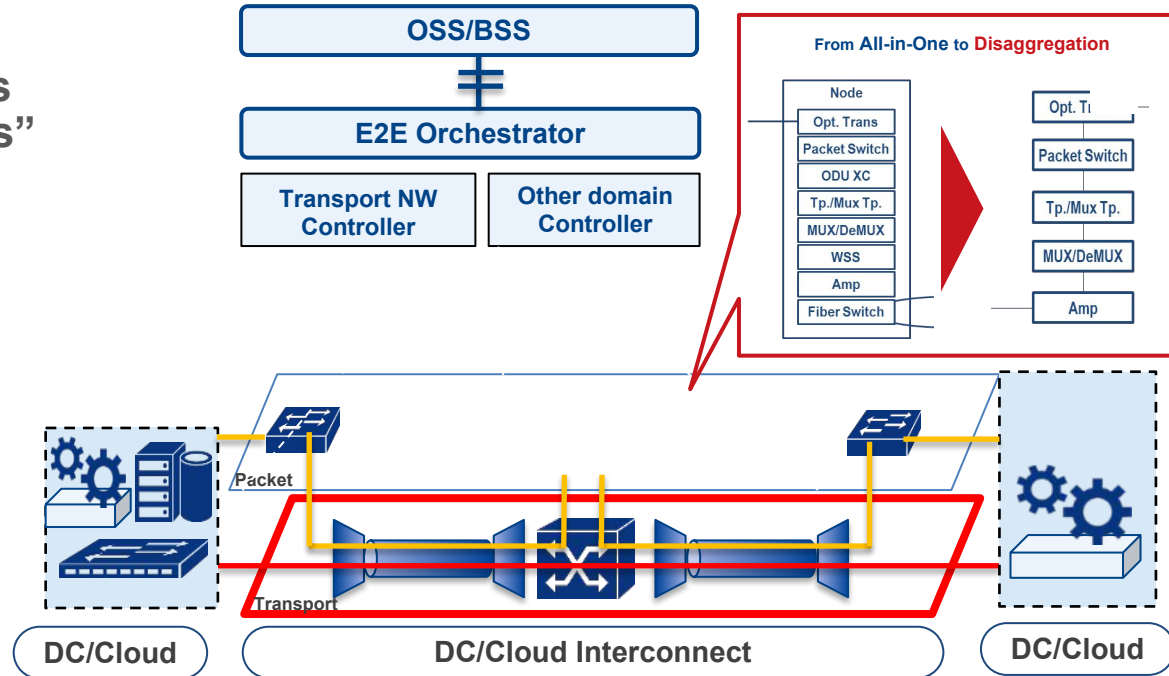 s
s”
OSS/BSS
E2E Orchestrator
Transport NW
Controller
Other domain
Controller
From All-in-One to Disaggregation
Node
Opt. Trans
Packet Switch
ODU XC
Tp./Mux Tp.
MUX/DeMUX
WSS
Amp
Fiber Switch
Opt.
Packet Switch
Tp./Mux Tp.
MUX/DeMUX
Amp
Packet
Transport
DC/Cloud
DC/Cloud Interconnect
DC/Cloud